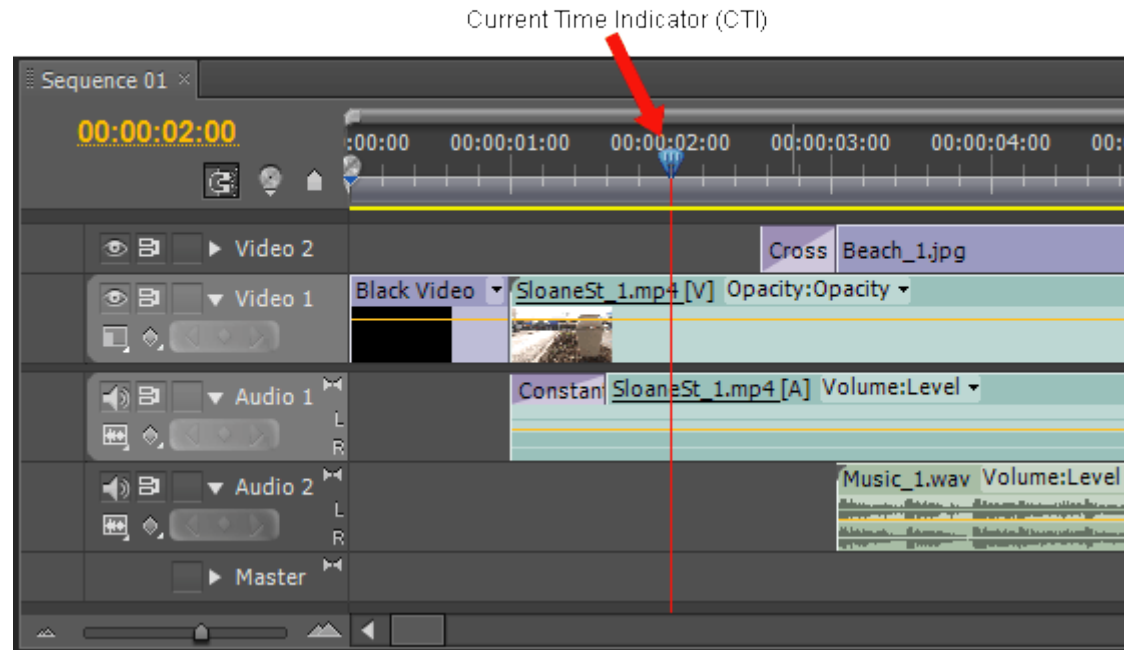 Current Time Indicator (CTI)
Sequence 01 ×
00:00:02:00
:00:00 00:00:01:00 00:00:02:00 00:00:03:00 00:00:04:00 00:
Video 2
Cross Beach_1.jpg
Video 1
Black Video SloaneSt_1.mp4 [V] Opacity:Opacity
Audio 1
L
R
Constant SloaneSt_1.mp4 [A] Volume:Level
Audio 2
L
R
Music_1.wav Volume:Level
Master